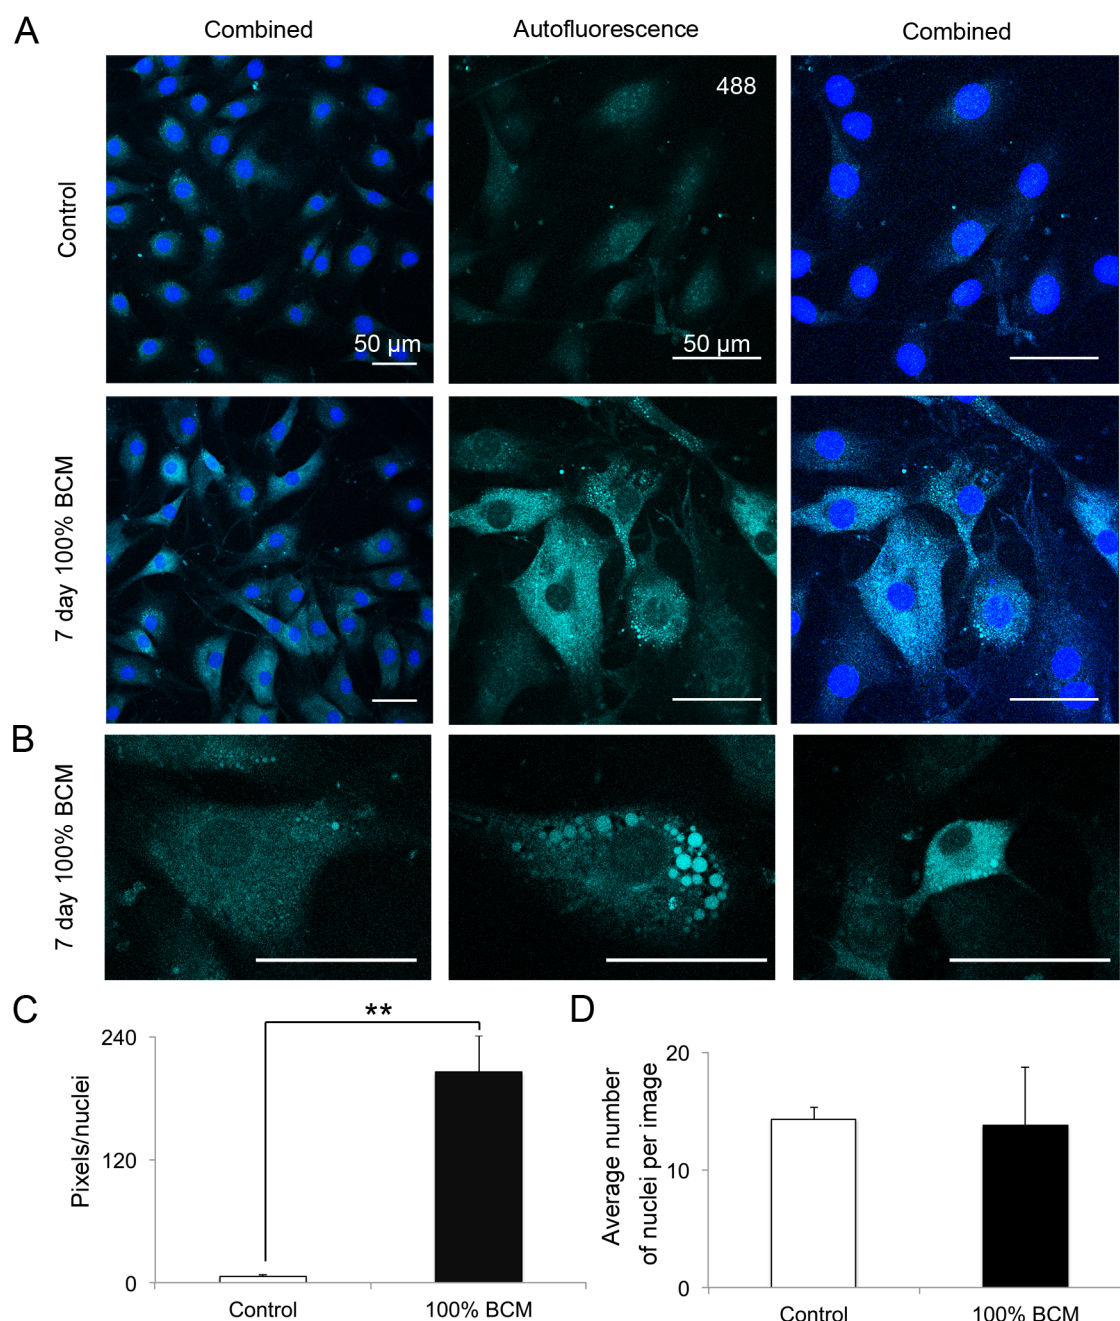 A
Combined
Autofluorescence
Combined
Control
488
50 µm
50 µm
7 day 100% BCM
B
7 day 100% BCM
C
**
240
120
0
Pixels/nuclei
Control
100% BCM
D
20
10
0
Average number
of nuclei per image
Control
100% BCM